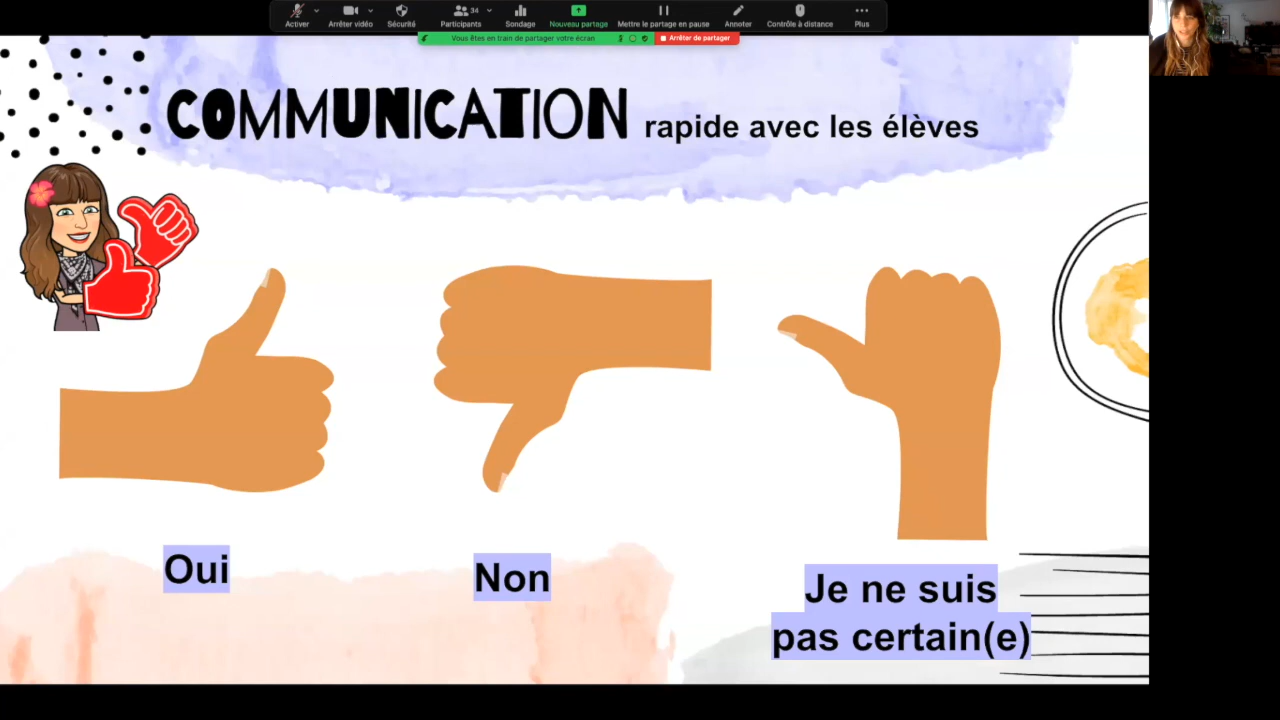 34
Activer Arrêter vidéo Sécurité Participants Sondage Nouveau partage Mettre le partage en pause Annoter Contrôle à distance Plus
Vous êtes en train de partager votre écran Arrêter de partager
COMMUNICATION rapide avec les élèves
Oui
Non
Je ne suis
pas certain(e)